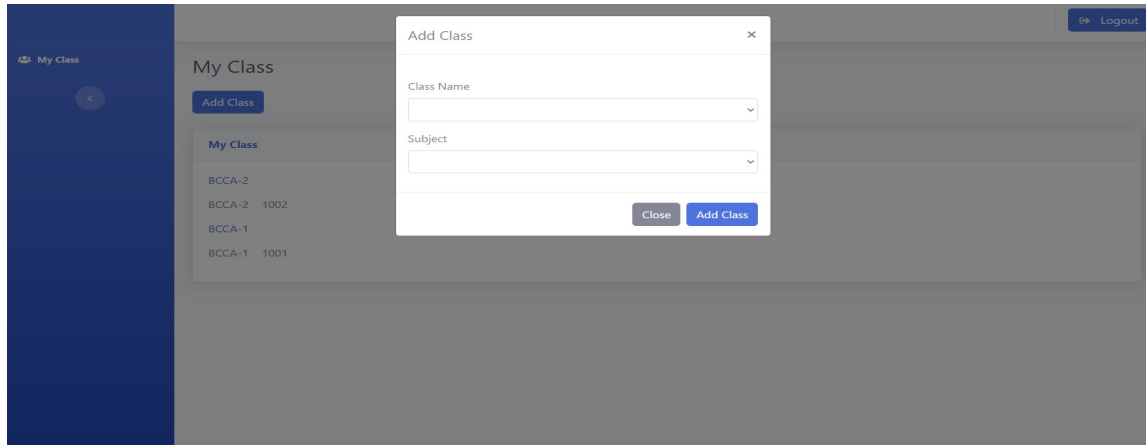 Logout
My Class
My Class
Add Class
My Class
BCCA-2
BCCA-2 1002
BCCA-1
BCCA-1 1001
Add Class ×
Class Name
Subject
Close Add Class